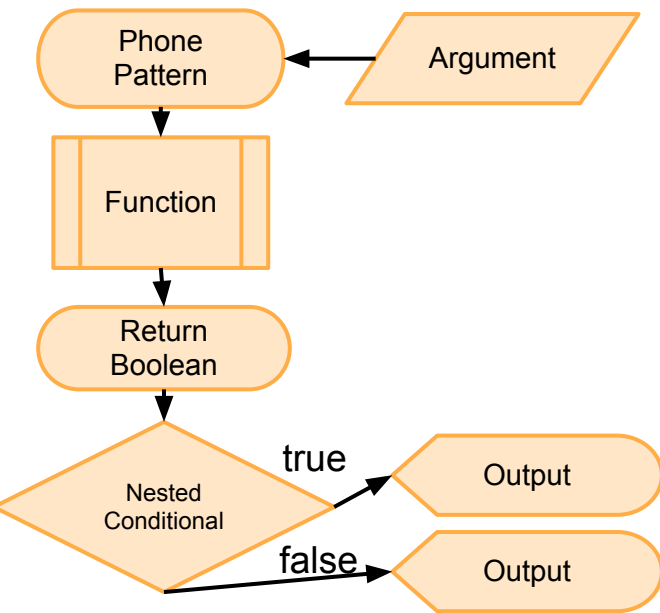 Phone
Pattern
Argument
Function
Return
Boolean
Nested
Conditional
true
Output
false
Output